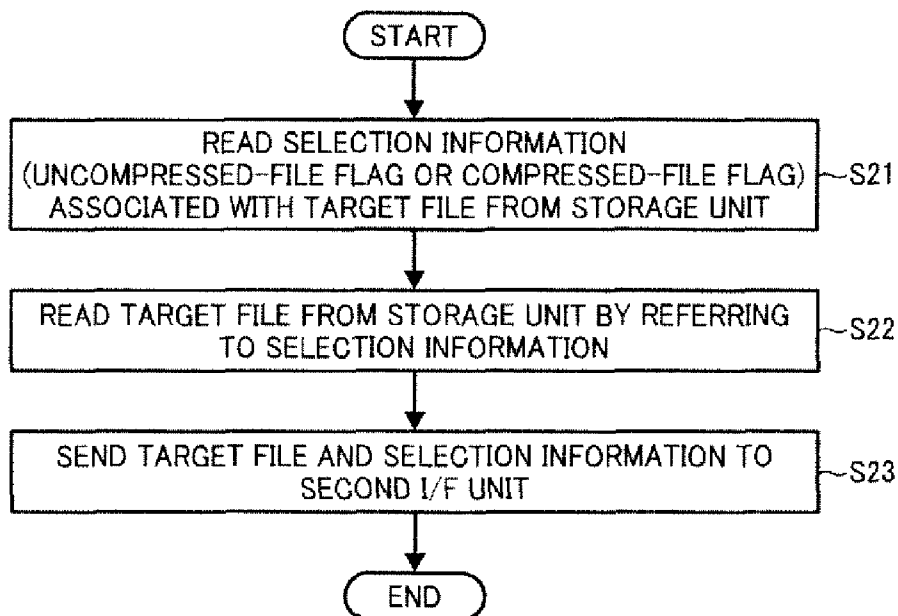 START
READ SELECTION INFORMATION
(UNCOMPRESSED-FILE FLAG OR COMPRESSED-FILE FLAG)
ASSOCIATED WITH TARGET FILE FROM STORAGE UNIT
S21
READ TARGET FILE FROM STORAGE UNIT BY REFERRING
TO SELECTION INFORMATION
S22
SEND TARGET FILE AND SELECTION INFORMATION TO
SECOND I/F UNIT
S23
END